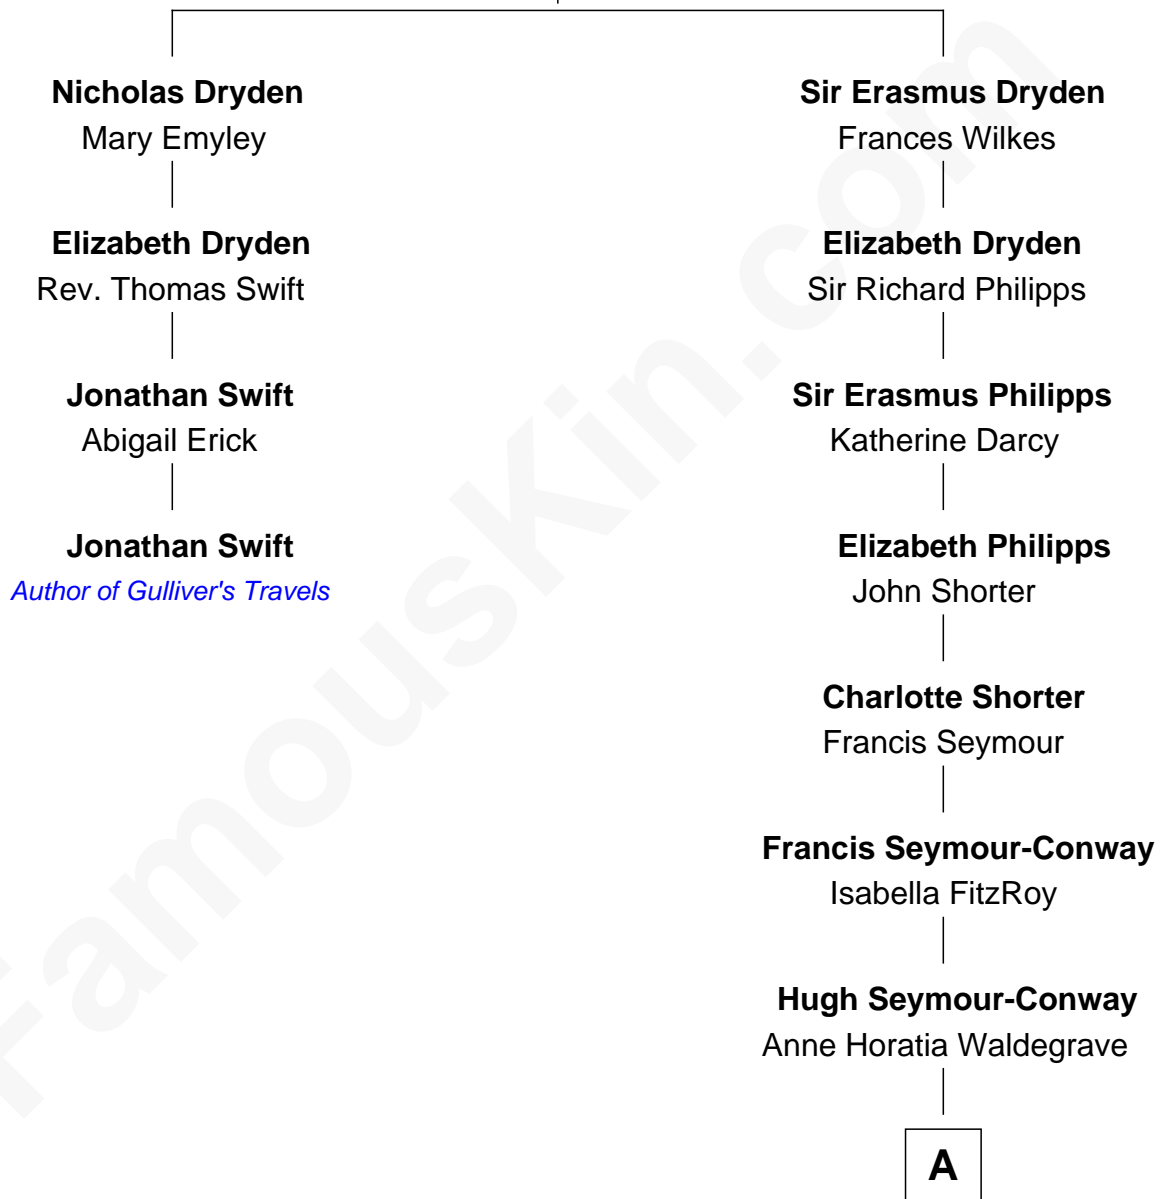 Nicholas Dryden
Mary Emyley
Elizabeth Dryden
Rev. Thomas Swift
Jonathan Swift
Abigail Erick
Jonathan Swift
Author of Gulliver's Travels
Sir Erasmus Dryden
Frances Wilkes
Elizabeth Dryden
Sir Richard Philipps
Sir Erasmus Philipps
Katherine Darcy
Elizabeth Philipps
John Shorter
Charlotte Shorter
Francis Seymour
Francis Seymour-Conway
Isabella FitzRoy
Hugh Seymour-Conway
Anne Horatia Waldegrave
A
FamousKin.com